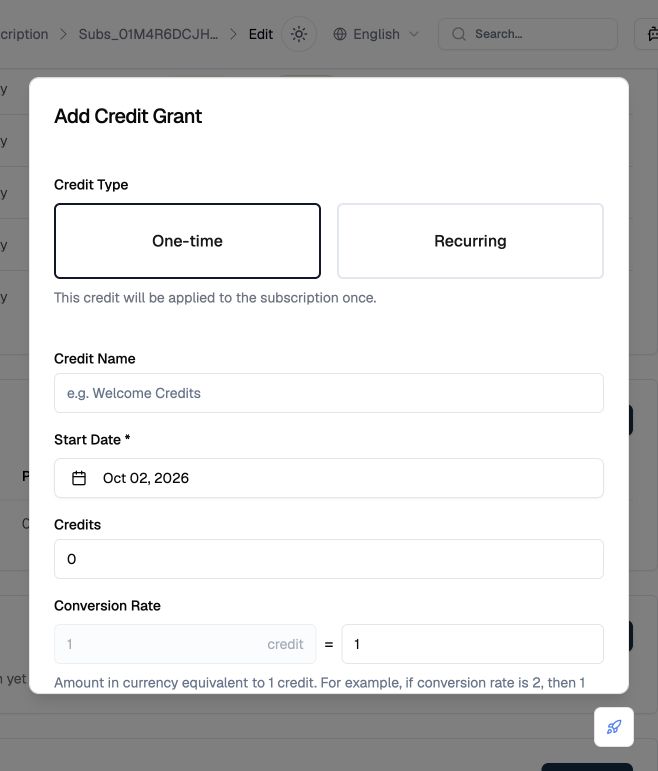 cription > Subs_01M4R6DCJH... > Edit English Search...
y
Add Credit Grant
y
Credit Type
y
One-time Recurring
y
This credit will be applied to the subscription once.
y
Credit Name
e.g. Welcome Credits
Start Date *
Oct 02, 2026
Credits
0
Conversion Rate
1 credit = 1
n yet
Amount in currency equivalent to 1 credit. For example, if conversion rate is 2, then 1